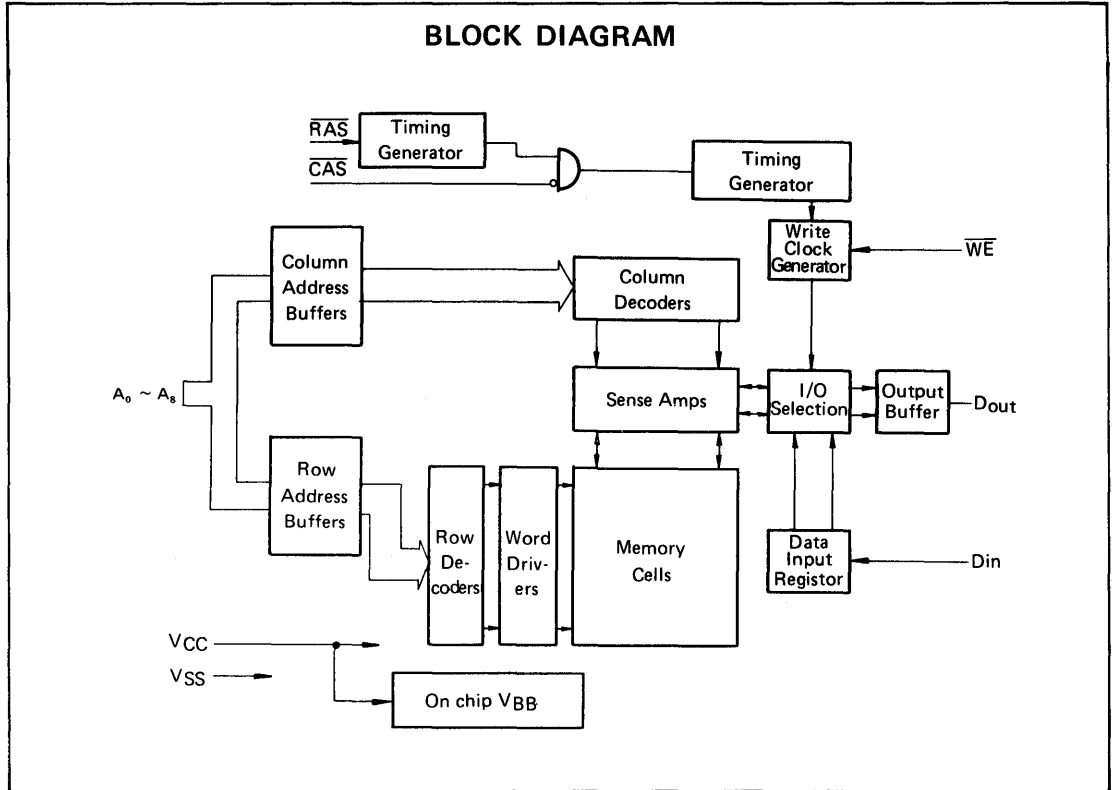 BLOCK DIAGRAM
RAS
Timing
Generator
CAS
Timing
Generator
Write
Clock
Generator
WE
Column
Address
Buffers
Column
Decoders
A₀ ~ A₈
Sense Amps
I/O
Selection
Output
Buffer
Dout
Row
Address
Buffers
Row
De-
coders
Word
Driv-
ers
Memory
Cells
Data
Input
Registor
Din
VCC
VSS
On chip VBB